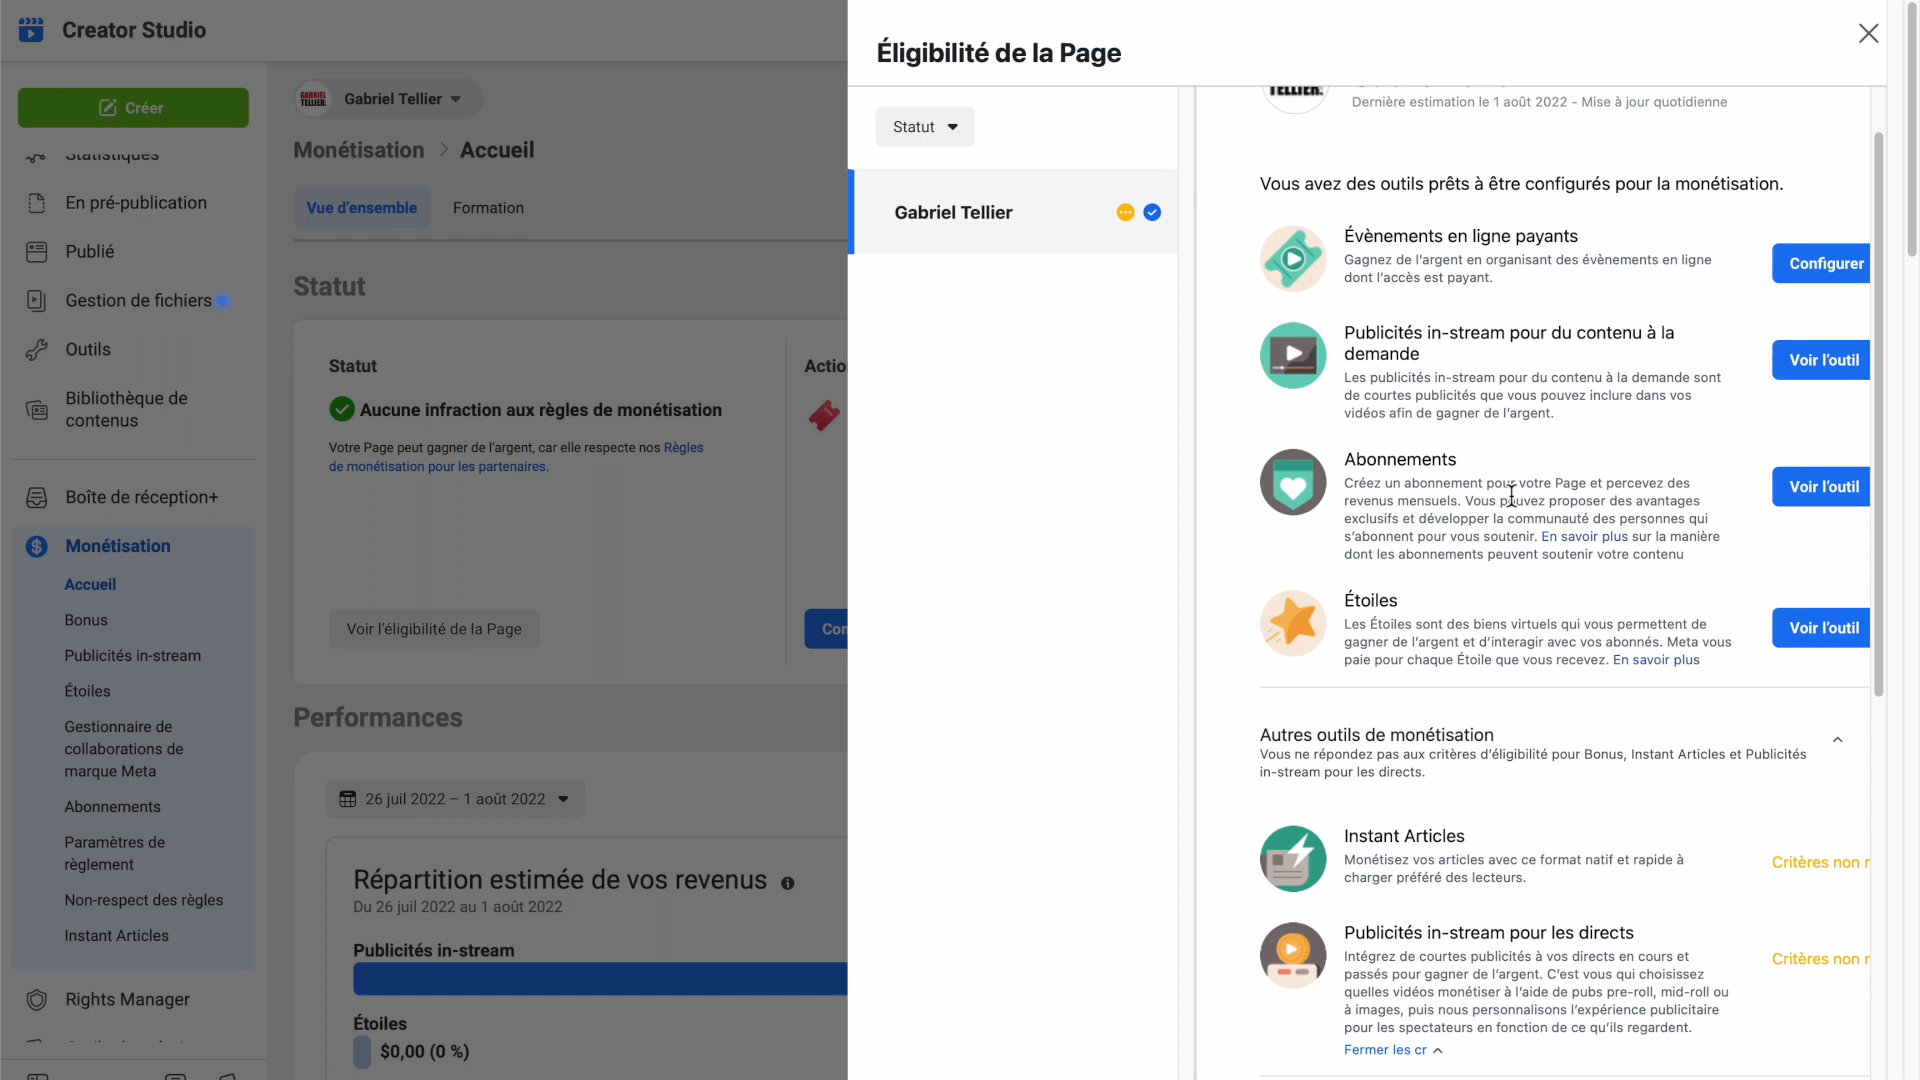 Creator Studio
Créer
Statistiques
En pré-publication
Publié
Gestion de fichiers
Outils
Bibliothèque de
contenus
Boîte de réception+
Monétisation
Accueil
Bonus
Publicités in-stream
Étoiles
Gestionnaire de
collaborations de
marque Meta
Abonnements
Paramètres de
règlement
Non-respect des règles
Instant Articles
Rights Manager
GABRIEL
TELLIER.
Gabriel Tellier
Monétisation > Accueil
Vue d'ensemble
Formation
Statut
Statut
Actio
Aucune infraction aux règles de monétisation
Votre Page peut gagner de l'argent, car elle respecte nos Règles
de monétisation pour les partenaires.
Voir l'éligibilité de la Page
Con
Performances
26 juil 2022 – 1 août 2022
Répartition estimée de vos revenus
Du 26 juil 2022 au 1 août 2022
Publicités in-stream
Étoiles
$0,00 (0 %)
Éligibilité de la Page
Statut
Gabriel Tellier
TELLIER.
Dernière estimation le 1 août 2022 - Mise à jour quotidienne
Vous avez des outils prêts à être configurés pour la monétisation.
Évènements en ligne payants
Gagnez de l'argent en organisant des évènements en ligne
dont l'accès est payant.
Configurer
Publicités in-stream pour du contenu à la
demande
Les publicités in-stream pour du contenu à la demande sont
de courtes publicités que vous pouvez inclure dans vos
vidéos afin de gagner de l'argent.
Voir l'outil
Abonnements
Créez un abonnement pour votre Page et percevez des
revenus mensuels. Vous pouvez proposer des avantages
exclusifs et développer la communauté des personnes qui
s'abonnent pour vous soutenir. En savoir plus sur la manière
dont les abonnements peuvent soutenir votre contenu
Voir l'outil
Étoiles
Les Étoiles sont des biens virtuels qui vous permettent de
gagner de l'argent et d'interagir avec vos abonnés. Meta vous
paie pour chaque Étoile que vous recevez. En savoir plus
Voir l'outil
Autres outils de monétisation
Vous ne répondez pas aux critères d'éligibilité pour Bonus, Instant Articles et Publicités
in-stream pour les directs.
Instant Articles
Monétisez vos articles avec ce format natif et rapide à
charger préféré des lecteurs.
Critères non r
Publicités in-stream pour les directs
Intégrez de courtes publicités à vos directs en cours et
passés pour gagner de l'argent. C'est vous qui choisissez
quelles vidéos monétiser à l'aide de pubs pre-roll, mid-roll ou
à images, puis nous personnalisons l'expérience publicitaire
pour les spectateurs en fonction de ce qu'ils regardent.
Critères non r
Fermer les cr